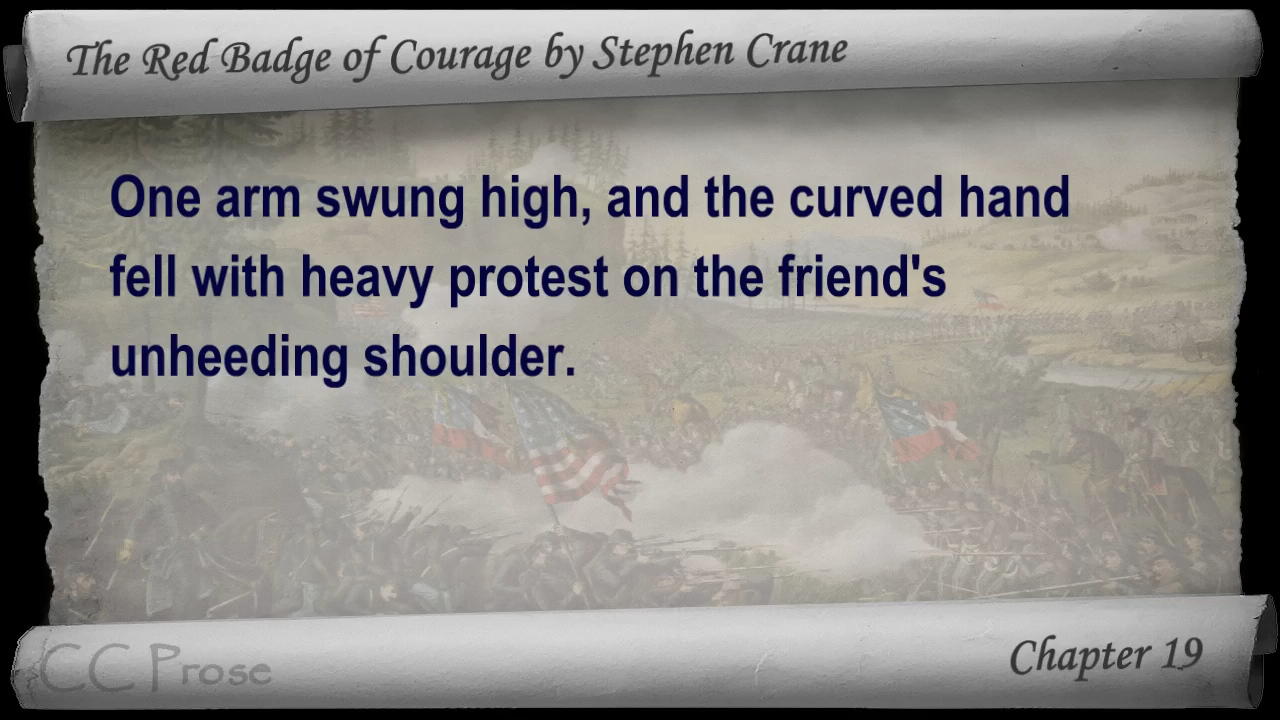 The Red Badge of Courage by Stephen Crane
One arm swung high, and the curved hand
fell with heavy protest on the friend's
unheeding shoulder.
CC Prose
Chapter 19